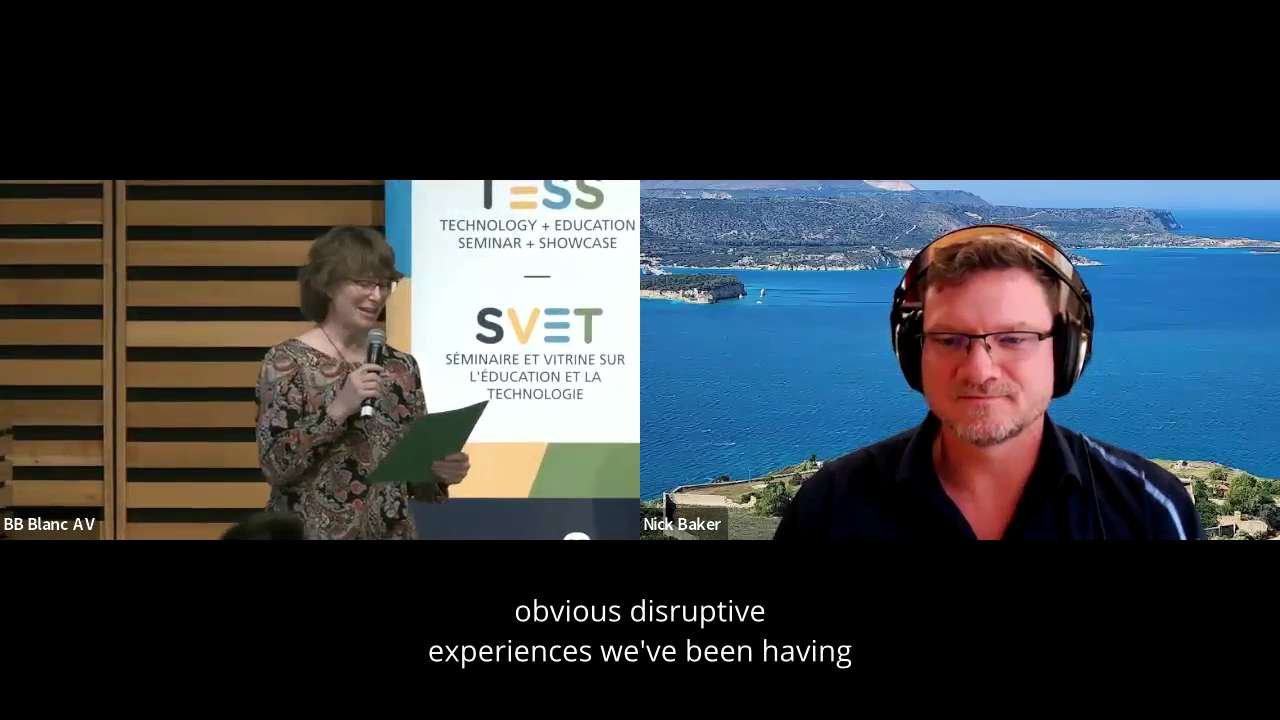 TESS
TECHNOLOGY + EDUCATION
SEMINAR + SHOWCASE
SVET
SÉMINAIRE ET VITRINE SUR
L'ÉDUCATION ET LA
TECHNOLOGIE
BB Blanc AV
Nick Baker
obvious disruptive
experiences we've been having